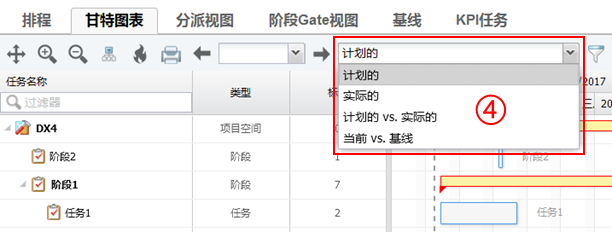 排程 甘特图表 分派视图 阶段Gate视图 基线 KPI任务
计划的
/2017
任务名称 类型
计划的
实际的
计划的 vs. 实际的
当前 vs. 基线
④
过滤器
三.
DX4 项目空间
阶段2 阶段 1 阶段2
阶段1 阶段 7
任务1 任务 2 任务1